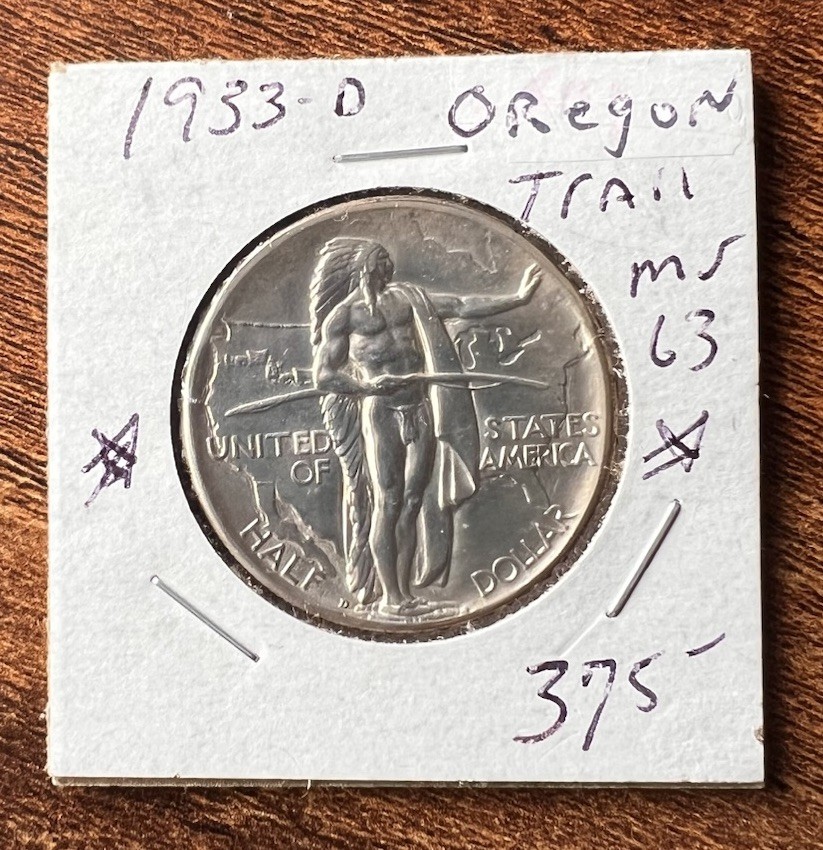 1933-D Oregon
Trail
MS
63
UNITED STATES
OF AMERICA
HALF DOLLAR
D
375-